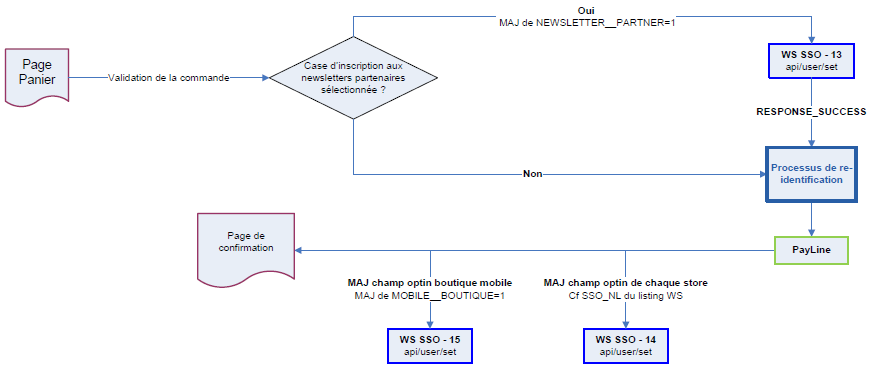 Oui
MAJ de NEWSLETTER__PARTNER=1
Page
Panier
Validation de la commande
Case d'inscription aux
newsletters partenaires
sélectionnée ?
WS SSO - 13
api/user/set
RESPONSE_SUCCESS
Non
Processus de re-
identification
Page de
confirmation
PayLine
MAJ champ optin boutique mobile
MAJ de MOBILE__BOUTIQUE=1
MAJ champ optin de chaque store
Cf SSO_NL du listing WS
WS SSO - 15
api/user/set
WS SSO - 14
api/user/set